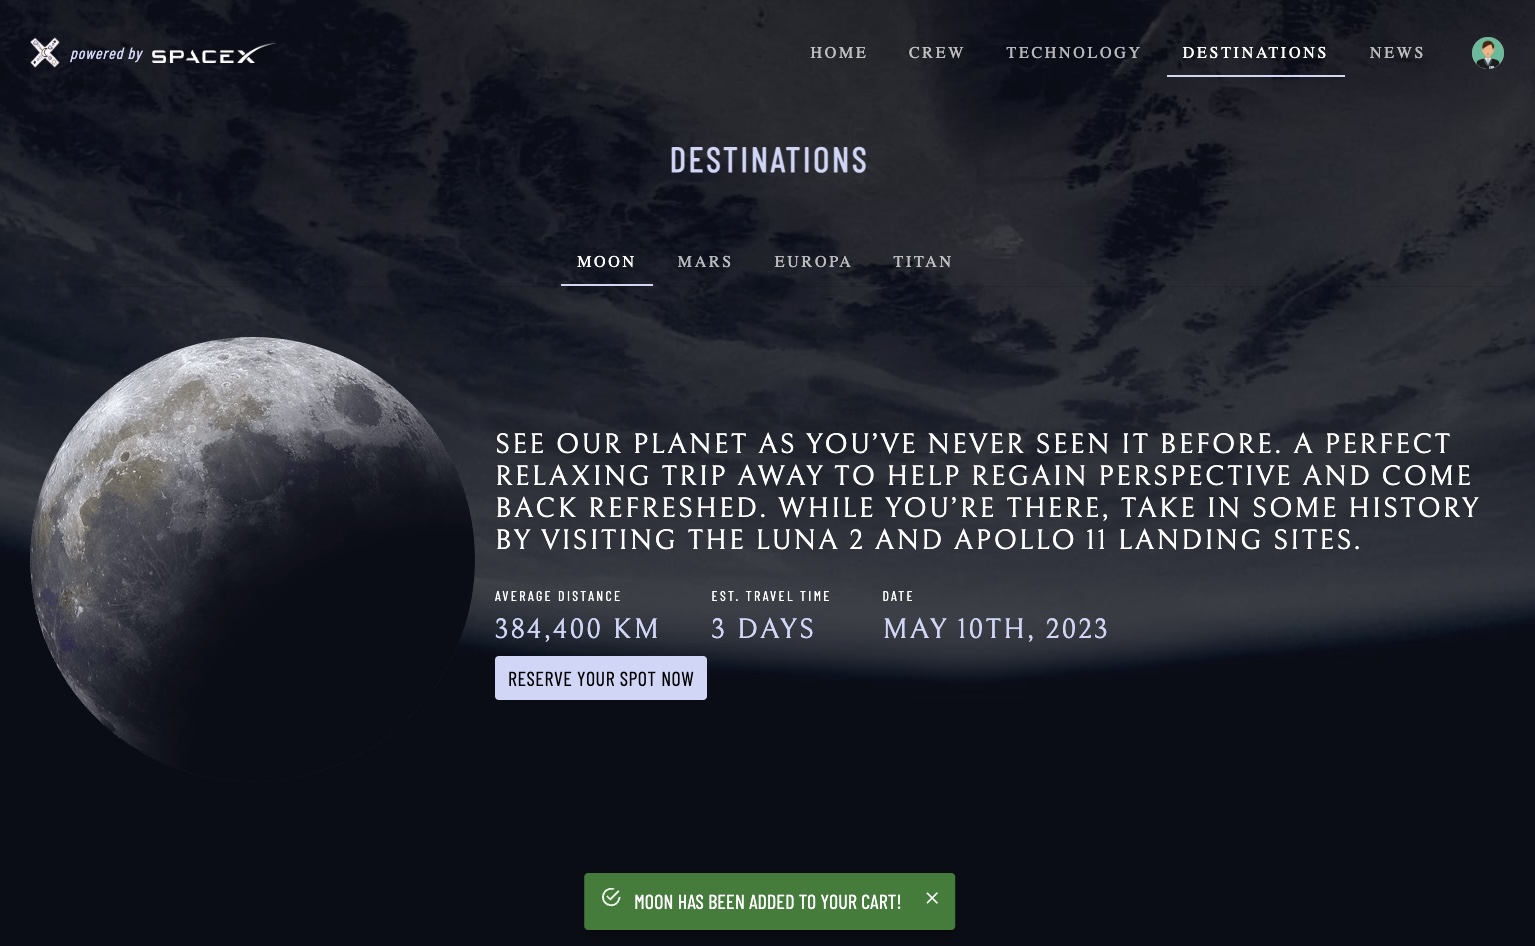 powered by SPACEX
HOME CREW TECHNOLOGY DESTINATIONS NEWS
DESTINATIONS
MOON MARS EUROPA TITAN
SEE OUR PLANET AS YOU’VE NEVER SEEN IT BEFORE. A PERFECT
RELAXING TRIP AWAY TO HELP REGAIN PERSPECTIVE AND COME
BACK REFRESHED. WHILE YOU’RE THERE, TAKE IN SOME HISTORY
BY VISITING THE LUNA 2 AND APOLLO 11 LANDING SITES.
AVERAGE DISTANCE EST. TRAVEL TIME DATE
384,400 KM 3 DAYS MAY 10TH, 2023
RESERVE YOUR SPOT NOW
MOON HAS BEEN ADDED TO YOUR CART!